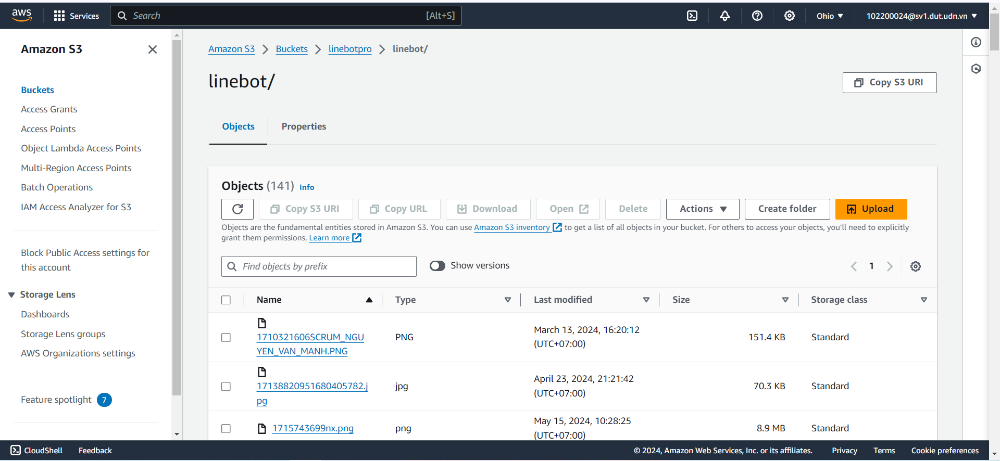 aws Services Search [Alt+S] Ohio 102200024@sv1.dut.udn.vn
Amazon S3
Buckets
Access Grants
Access Points
Object Lambda Access Points
Multi-Region Access Points
Batch Operations
IAM Access Analyzer for S3
Block Public Access settings for
this account
Storage Lens
Dashboards
Storage Lens groups
AWS Organizations settings
Feature spotlight 7
Amazon S3 Buckets linebotpro linebot/
linebot/
Copy S3 URI
Objects Properties
Objects (141) Info
Copy S3 URI Copy URL Download Open Delete Actions Create folder Upload
Objects are the fundamental entities stored in Amazon S3. You can use Amazon S3 inventory to get a list of all objects in your bucket. For others to access your objects, you'll need to explicitly
grant them permissions. Learn more
Find objects by prefix Show versions 1
Name Type Last modified Size Storage class
1710321606SCRUM_NGU
YEN_VAN_MANH.PNG
PNG
March 13, 2024, 16:20:12
(UTC+07:00)
151.4 KB
Standard
17138820951680405782.j
pg
jpg
April 23, 2024, 21:21:42
(UTC+07:00)
70.3 KB
Standard
1715743699nx.png
png
May 15, 2024, 10:28:25
(UTC+07:00)
8.9 MB
Standard
CloudShell Feedback © 2024, Amazon Web Services, Inc. or its affiliates. Privacy Terms Cookie preferences